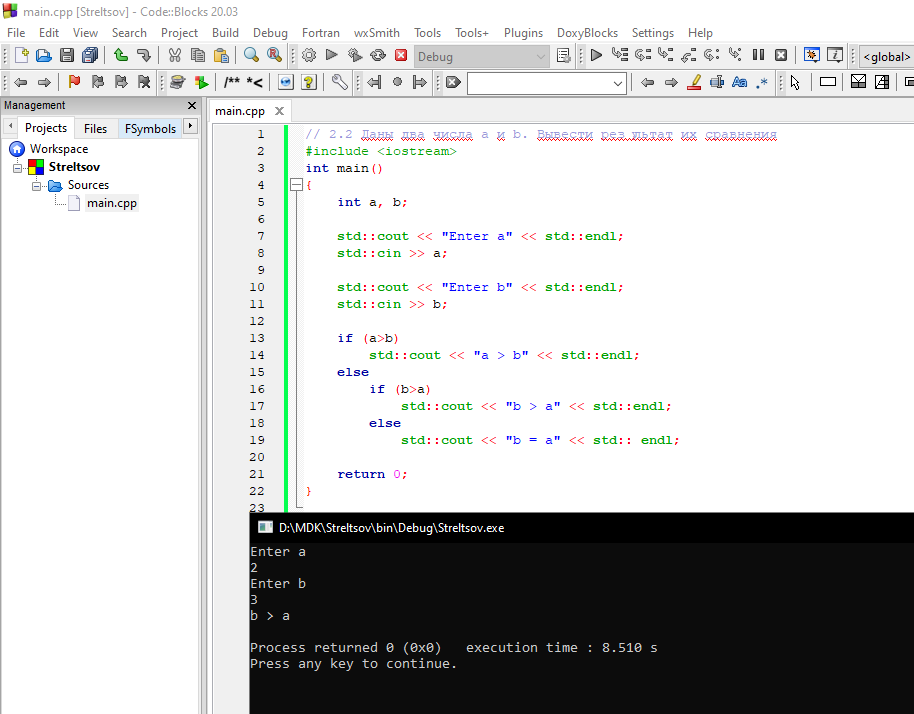 main.cpp [Streltsov] - Code::Blocks 20.03
File Edit View Search Project Build Debug Fortran wxSmith Tools Tools+ Plugins DoxyBlocks Settings Help
Debug
<global>
/** *<
Aa .*
Management
Projects Files FSymbols
main.cpp
Workspace
Streltsov
Sources
main.cpp
1 // 2.2 Даны два числа a и b. Вывести рез льтат их сравнения
2 #include <iostream>
3 int main()
4 {
5 int a, b;
6
7 std::cout << "Enter a" << std::endl;
8 std::cin >> a;
9
10 std::cout << "Enter b" << std::endl;
11 std::cin >> b;
12
13 if (a>b)
14 std::cout << "a > b" << std::endl;
15 else
16 if (b>a)
17 std::cout << "b > a" << std::endl;
18 else
19 std::cout << "b = a" << std:: endl;
20
21 return 0;
22 }
23
D:\MDK\Streltsov\bin\Debug\Streltsov.exe
Enter a
2
Enter b
3
b > a
Process returned 0 (0x0) execution time : 8.510 s
Press any key to continue.